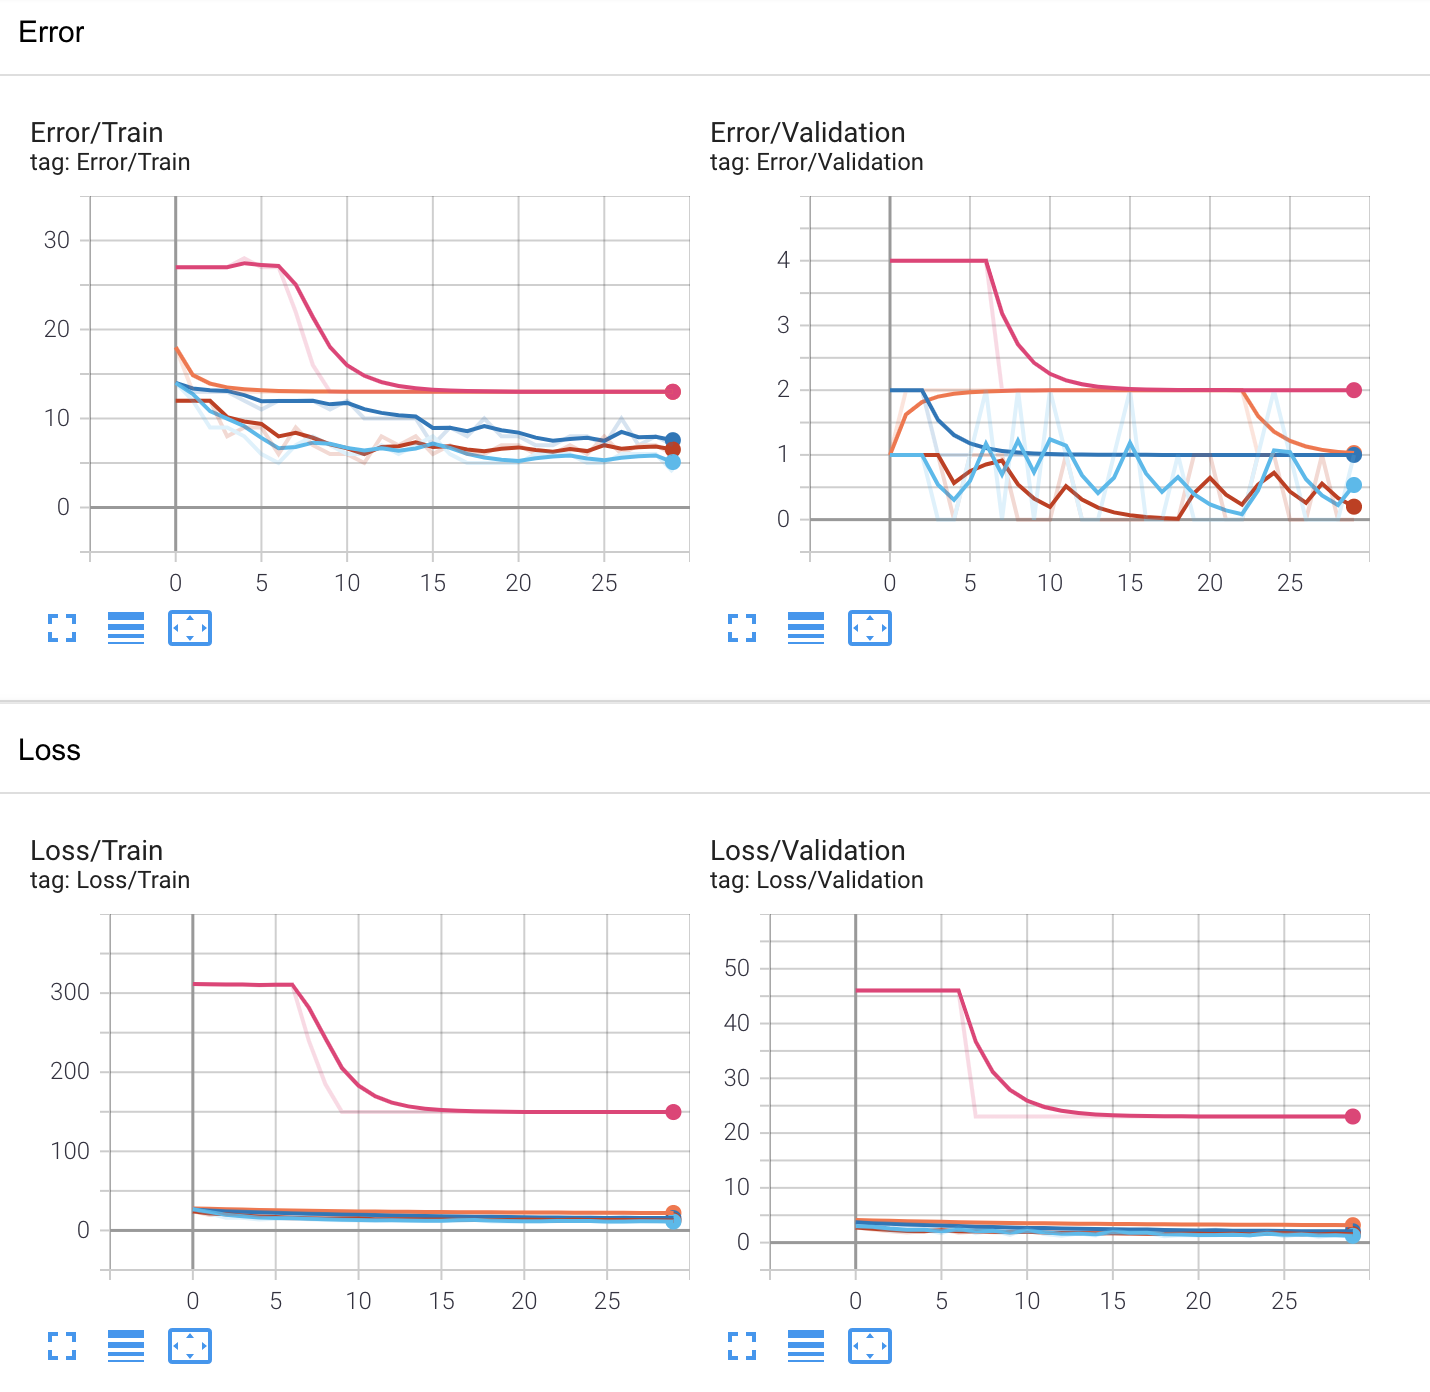 Error
Error/Train
tag: Error/Train
30
20
10
0
0 5 10 15 20 25
Error/Validation
tag: Error/Validation
4
3
2
1
0
0 5 10 15 20 25
Loss
Loss/Train
tag: Loss/Train
300
200
100
0
0 5 10 15 20 25
Loss/Validation
tag: Loss/Validation
50
40
30
20
10
0
0 5 10 15 20 25